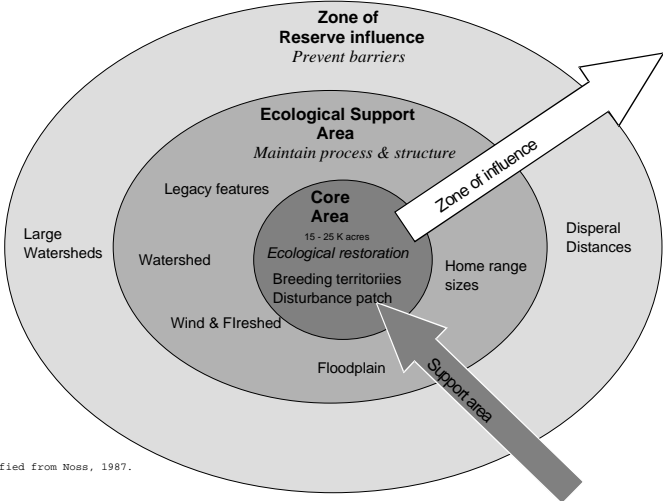 Zone of
Reserve influence
Prevent barriers
Ecological Support
Area
Maintain process & structure
Zone of influence
Legacy features
Core
Area
15 - 25 K acres
Ecological restoration
Breeding territoriies
Disturbance patch
Large
Watersheds
Watershed
Disperal
Distances
Home range
sizes
Wind & FIreshed
Floodplain
Support area
fied from Noss, 1987.